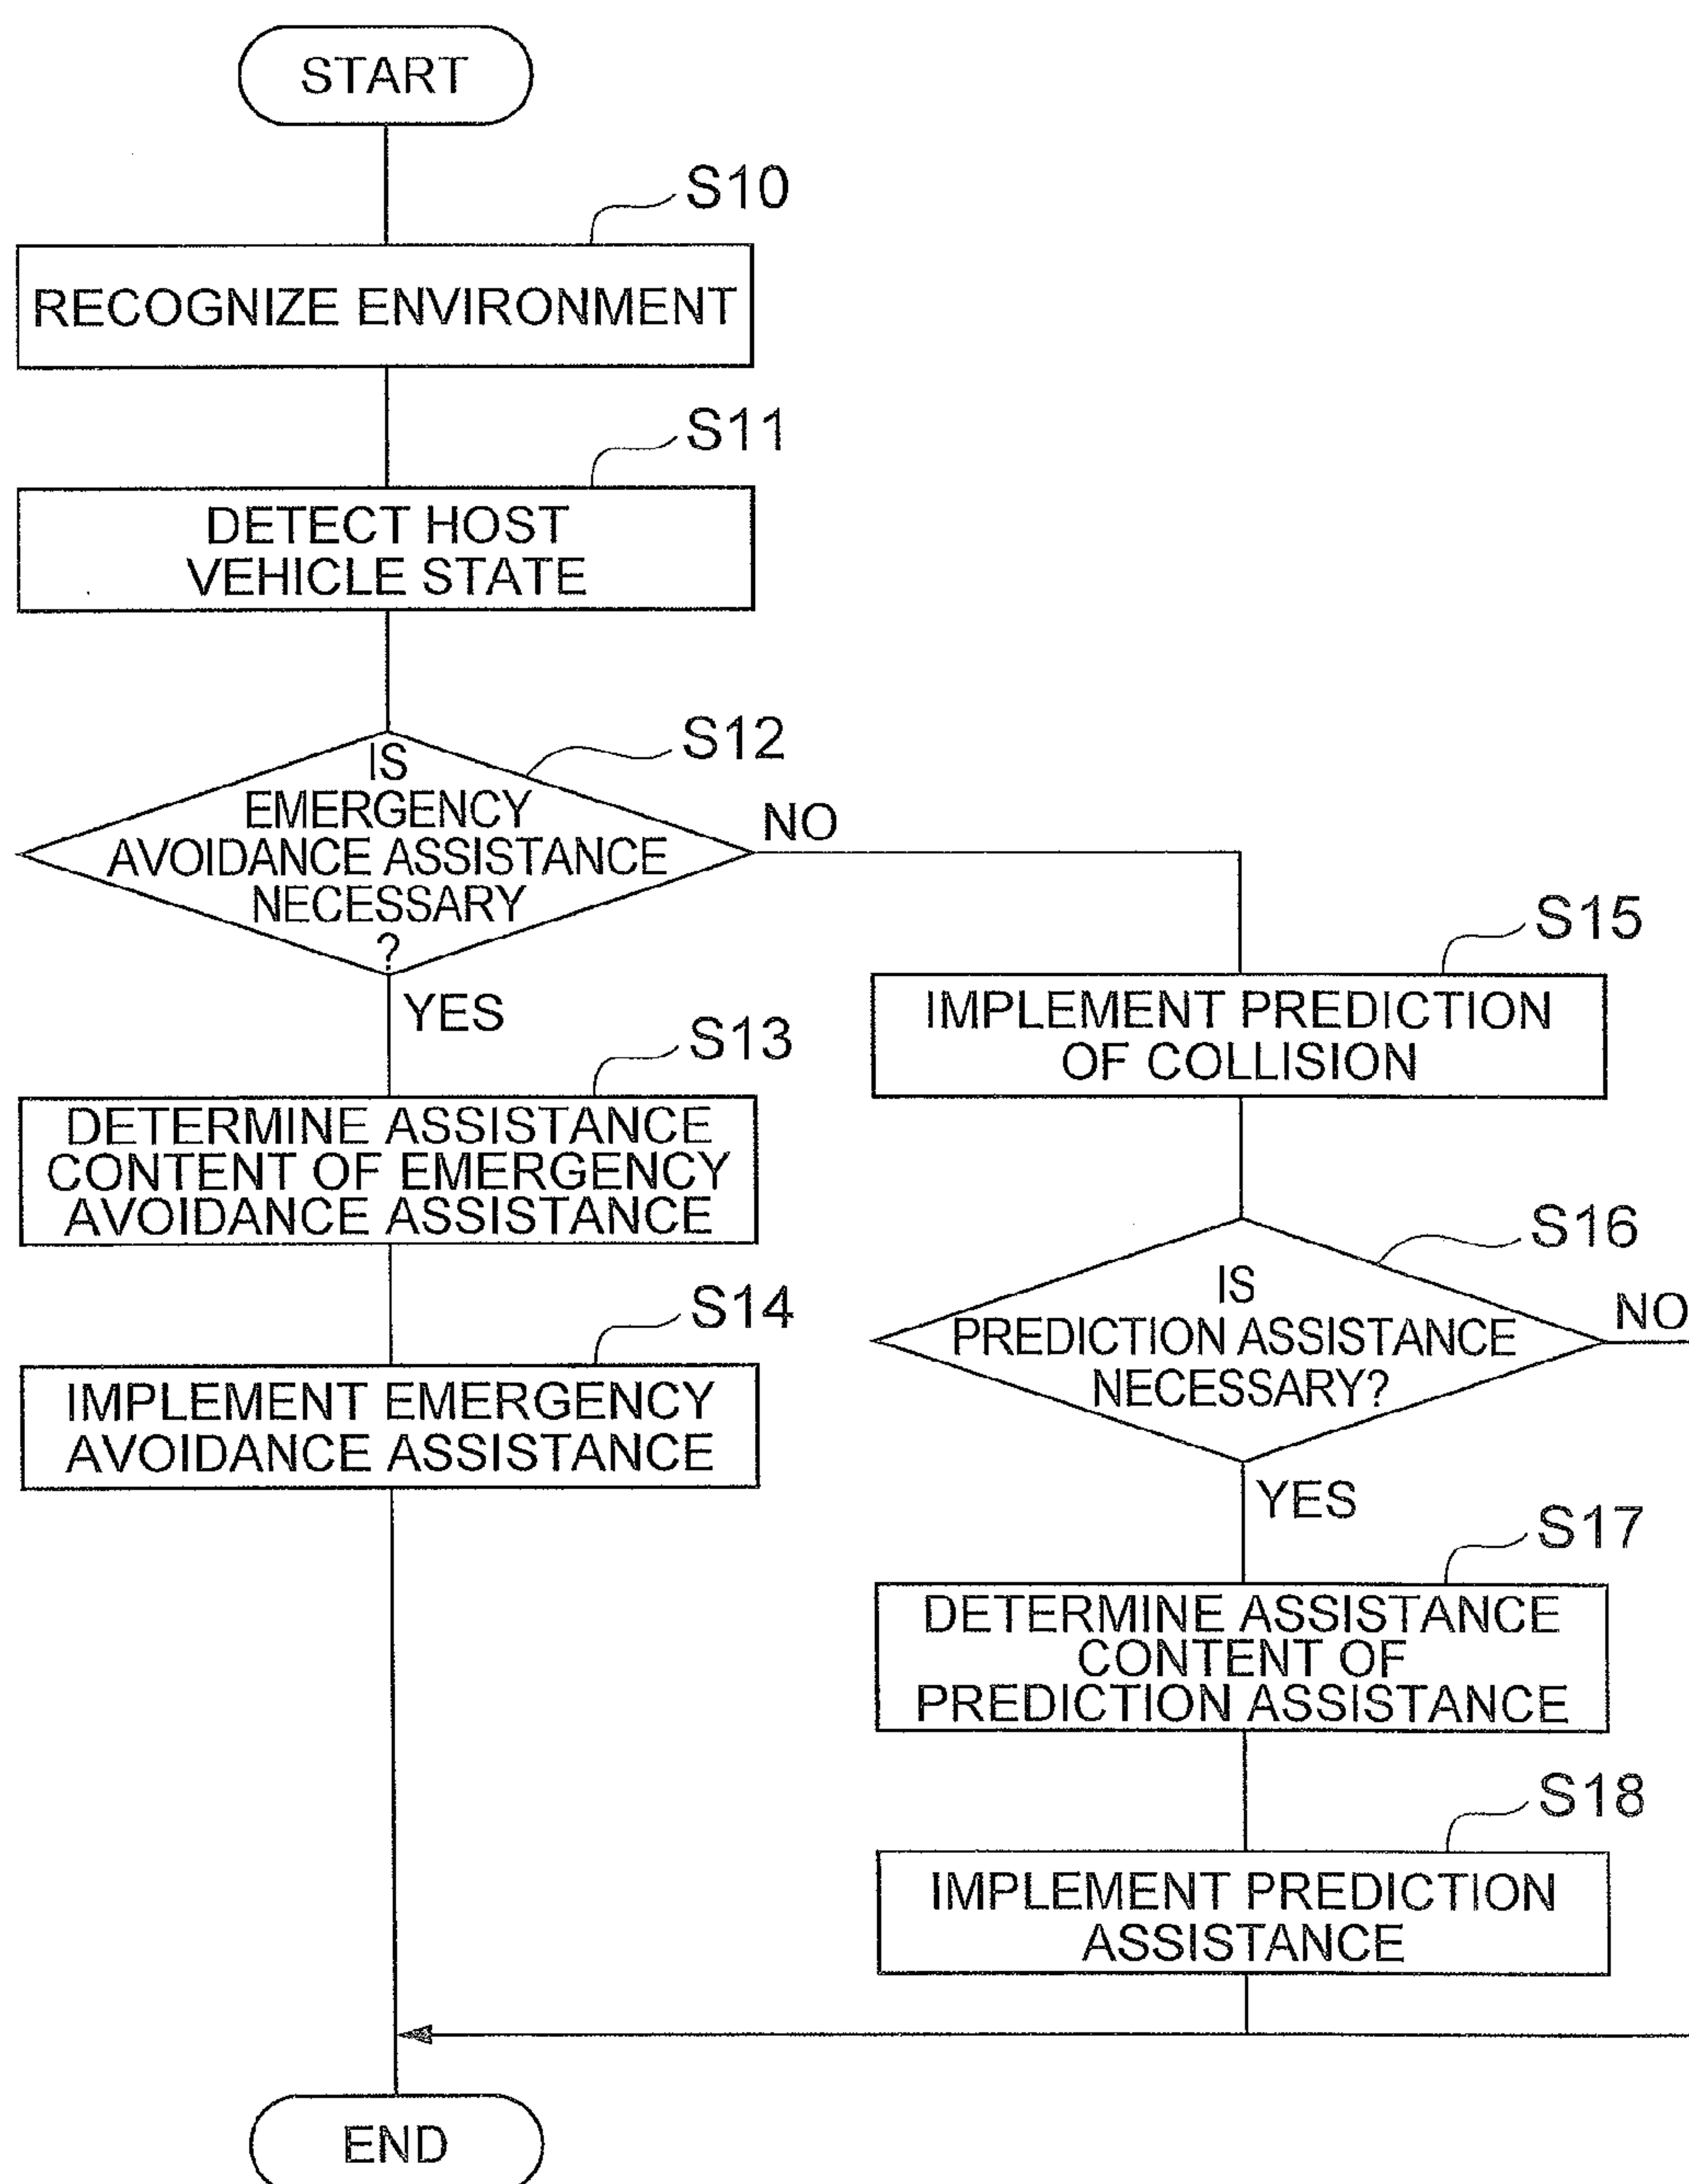 START
S10
RECOGNIZE ENVIRONMENT
S11
DETECT HOST
VEHICLE STATE
S12
IS
EMERGENCY
AVOIDANCE ASSISTANCE
NECESSARY
?
NO
YES
S13
DETERMINE ASSISTANCE
CONTENT OF EMERGENCY
AVOIDANCE ASSISTANCE
S14
IMPLEMENT EMERGENCY
AVOIDANCE ASSISTANCE
S15
IMPLEMENT PREDICTION
OF COLLISION
S16
IS
PREDICTION ASSISTANCE
NECESSARY?
NO
YES
S17
DETERMINE ASSISTANCE
CONTENT OF
PREDICTION ASSISTANCE
S18
IMPLEMENT PREDICTION
ASSISTANCE
END